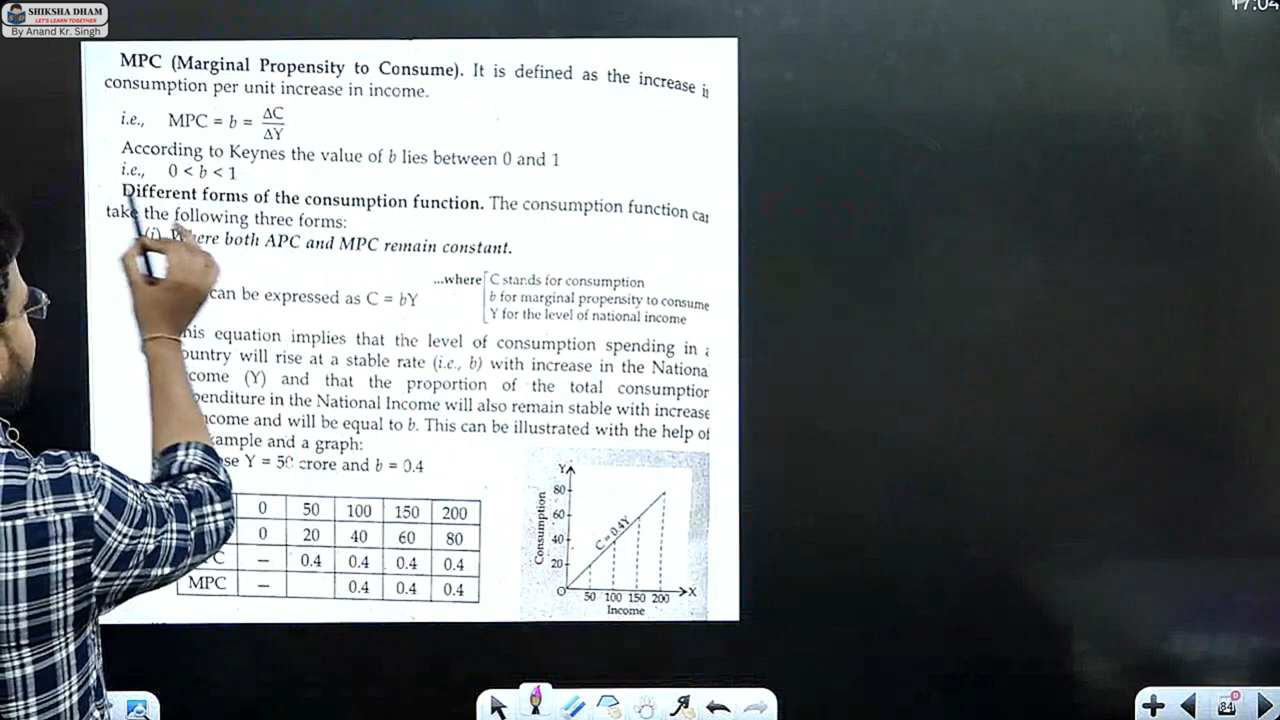 SHIKSHA DHAM
LET'S LEARN TOGETHER
By Anand Kr. Singh
17:04
MPC (Marginal Propensity to Consume). It is defined as the increase
consumption per unit increase in income.
i.e., MPC = b = ΔC/ΔY
According to Keynes the value of b lies between 0 and 1
i.e., 0 < b < 1
Different forms of the consumption function. The consumption function can
take the following three forms:
(i) Where both APC and MPC remain constant.
...where C stands for consumption
can be expressed as C = bY b for marginal propensity to consume
Y for the level of national income
his equation implies that the level of consumption spending in
ountry will rise at a stable rate (i.e., b) with increase in the Nationa
come (Y) and that the proportion of the total consumption
penditure in the National Income will also remain stable with increase
ncome and will be equal to b. This can be illustrated with the help of
xample and a graph:
se Y = 50 crore and b = 0.4
0 50 100 150 200
0 20 40 60 80
C – 0.4 0.4 0.4 0.4
MPC – 0.4 0.4 0.4
Y
80
60
40
20
O
Consumption
C = 0.4Y
50 100 150 200 X
Income
84